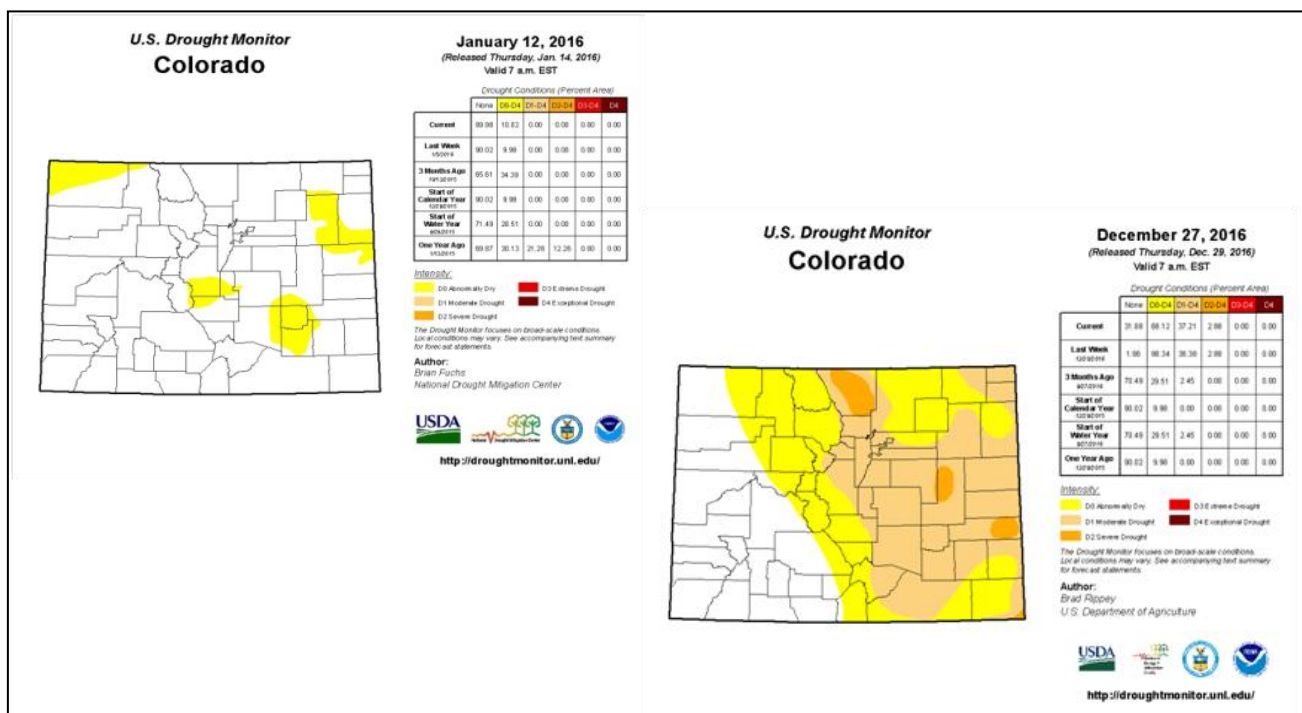 U.S. Drought Monitor
Colorado
January 12, 2016
(Released Thursday, Jan. 14, 2016)
Valid 7 a.m. EST
Drought Conditions (Percent Area)
None D0-D4 D1-D4 D2-D4 D3-D4 D4
Current 10.02 0.00 0.00 0.00 0.00
Last Week 90.02 9.98 0.00 0.00 0.00 0.00
3 Months Ago 65.61 34.39 0.00 0.00 0.00 0.00
Start of
Calendar Year 90.02 9.98 0.00 0.00 0.00 0.00
Start of
Water Year 71.49 28.51 0.00 0.00 0.00 0.00
One Year Ago 69.87 30.13 21.26 12.26 0.00 0.00
Intensity:
D0 Abnormally Dry
D3 Extreme Drought
D1 Moderate Drought
D4 Exceptional Drought
D2 Severe Drought
The Drought Monitor focuses on broad-scale conditions.
Local conditions may vary. See accompanying text summary
for forecast statements.
Author:
Brian Fuchs
National Drought Mitigation Center
USDA
National Drought Mitigation Center
http://droughtmonitor.unl.edu/
U.S. Drought Monitor
Colorado
December 27, 2016
(Released Thursday, Dec. 29, 2016)
Valid 7 a.m. EST
Drought Conditions (Percent Area)
None D0-D4 D1-D4 D2-D4 D3-D4 D4
Current 31.88 68.12 37.21 2.88 0.00 0.00
Last Week 0.00 0.00
3 Months Ago 70.49 29.51 2.45 0.00 0.00 0.00
Start of
Calendar Year 90.02 9.98 0.00 0.00 0.00 0.00
Start of
Water Year 70.49 29.51 2.45 0.00 0.00 0.00
One Year Ago 90.02 9.98 0.00 0.00 0.00 0.00
Intensity:
D0 Abnormally Dry
D3 Extreme Drought
D1 Moderate Drought
D4 Exceptional Drought
D2 Severe Drought
The Drought Monitor focuses on broad-scale conditions.
Local conditions may vary. See accompanying text summary
for forecast statements.
Author:
Brad Rippey
U.S. Department of Agriculture
USDA
http://droughtmonitor.unl.edu/